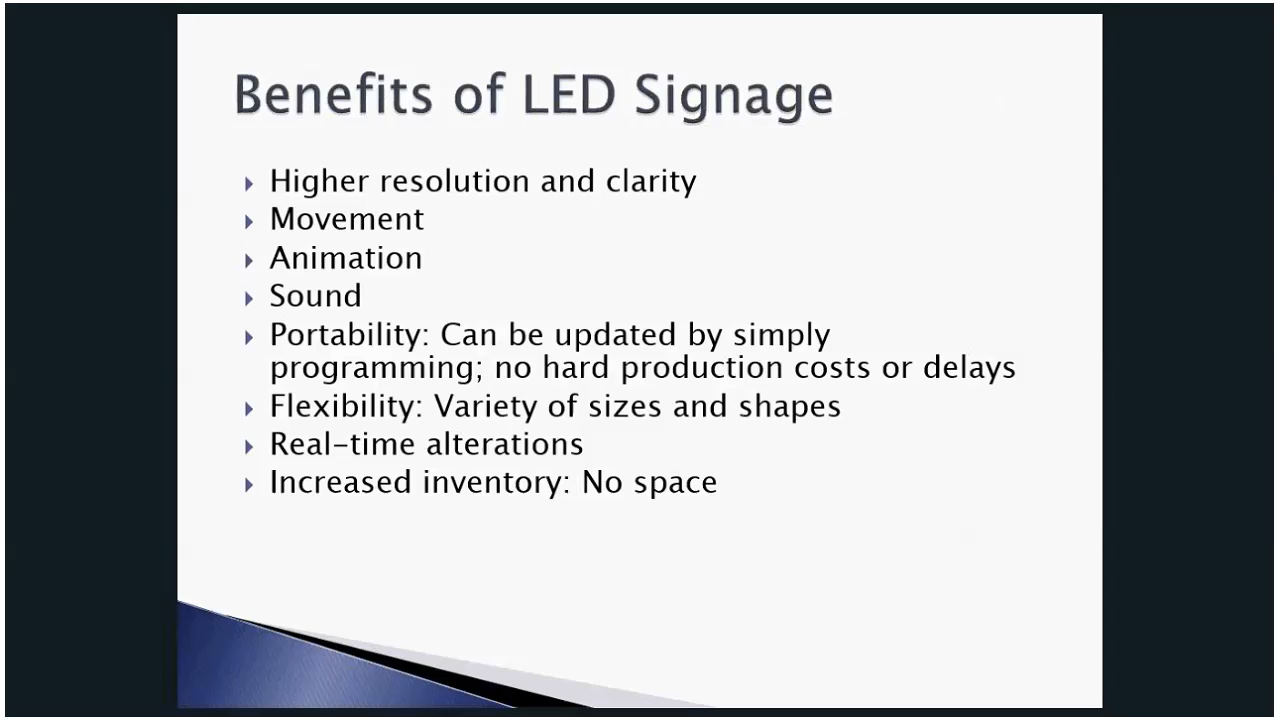 Benefits of LED Signage
Higher resolution and clarity
Movement
Animation
Sound
Portability: Can be updated by simply
programming; no hard production costs or delays
Flexibility: Variety of sizes and shapes
Real-time alterations
Increased inventory: No space